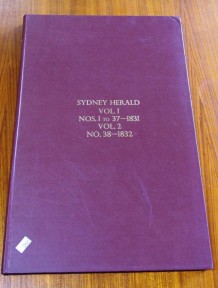 SYDNEY HERALD
VOL. 1
NOS. 1 TO 37–1831
VOL. 2
NO. 38–1832